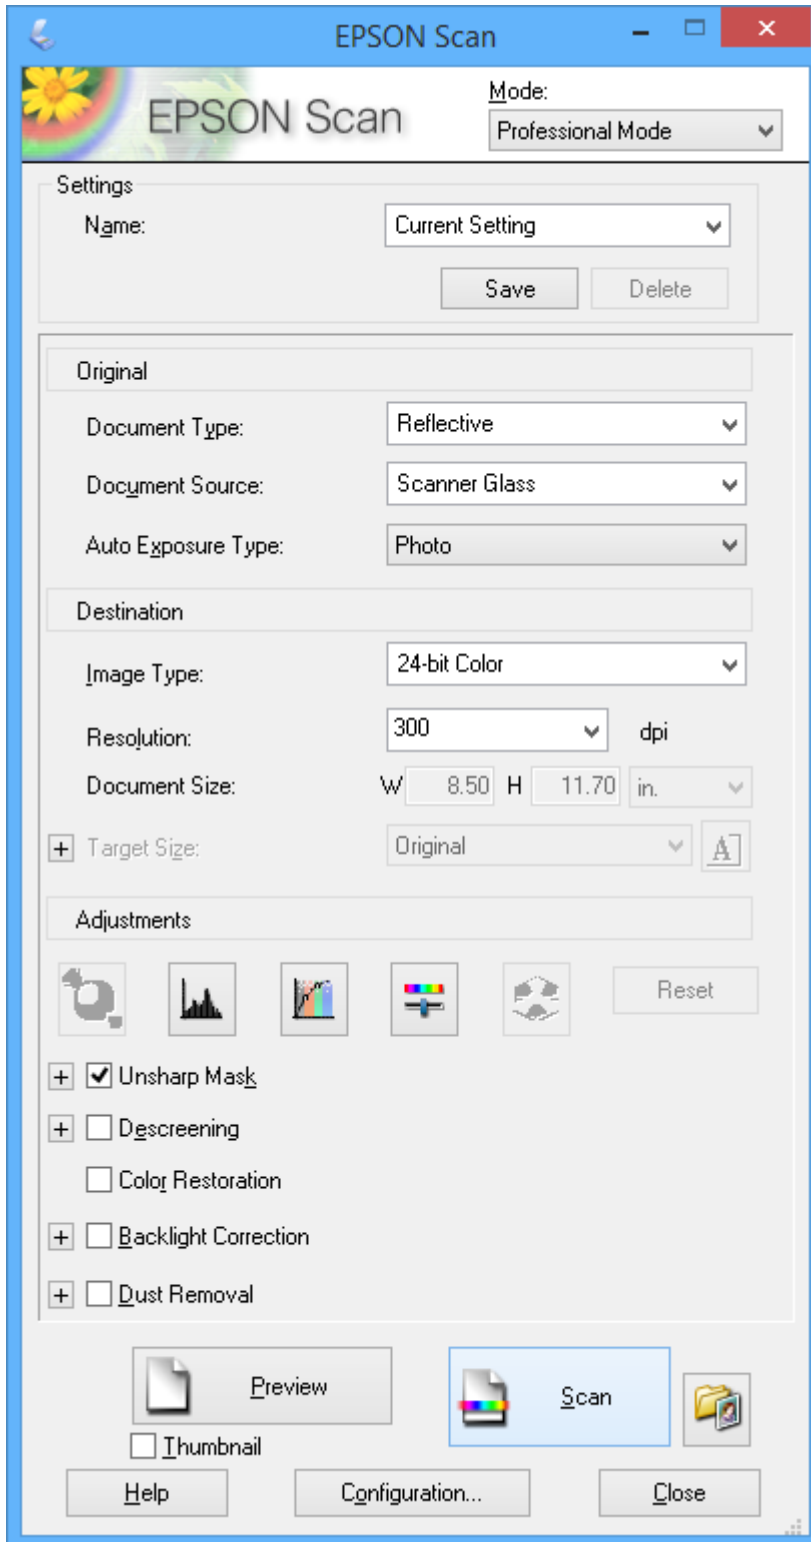 EPSON Scan
EPSON Scan
Mode:
Professional Mode
Settings
Name:
Current Setting
Save
Delete
Original
Document Type:
Reflective
Document Source:
Scanner Glass
Auto Exposure Type:
Photo
Destination
Image Type:
24-bit Color
Resolution:
300
dpi
Document Size:
W 8.50 H 11.70 in.
+ Target Size:
Original
A
Adjustments
Reset
+ Unsharp Mask
+ Descreening
Color Restoration
+ Backlight Correction
+ Dust Removal
Preview
Scan
Thumbnail
Help
Configuration...
Close